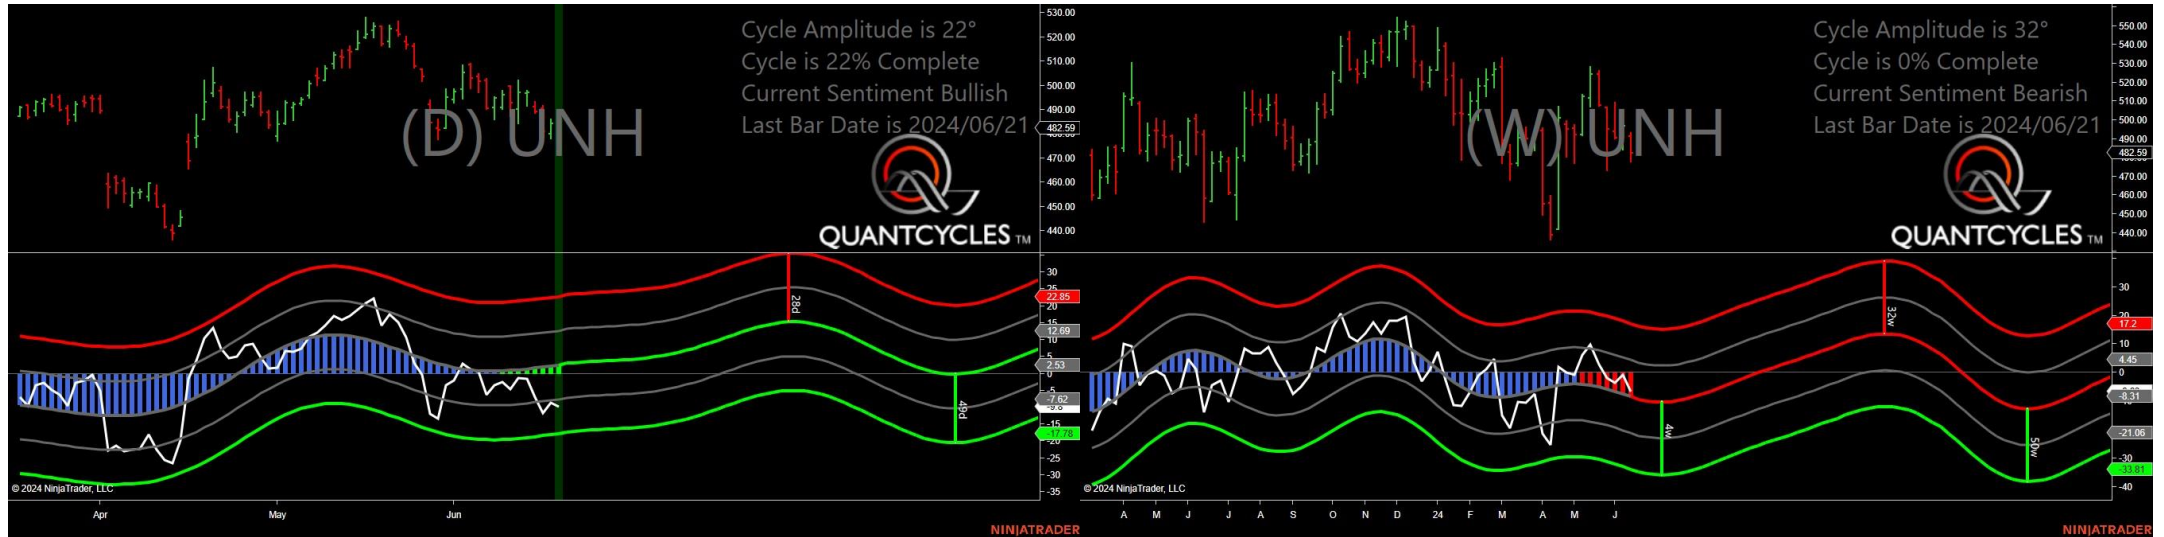 Cycle Amplitude is 22°
Cycle is 22% Complete
Current Sentiment Bullish
Last Bar Date is 2024/06/21
(D) UNH
QUANTCYCLES TM
530.00
520.00
510.00
500.00
490.00
482.59
470.00
460.00
450.00
440.00
28d
49d
30
25
22.85
20
15
12.69
10
5
2.53
0
-5
-7.62
-9.8
-15
-17.78
-20
-25
-30
-35
© 2024 NinjaTrader, LLC
Apr May Jun
NINJATRADER
Cycle Amplitude is 32°
Cycle is 0% Complete
Current Sentiment Bearish
Last Bar Date is 2024/06/21
(W) UNH
QUANTCYCLES TM
550.00
540.00
530.00
520.00
510.00
500.00
490.00
482.59
470.00
460.00
450.00
440.00
32w
4w
50w
30
20
17.2
10
4.45
0
-8.31
-21.06
-30
-33.81
-40
© 2024 NinjaTrader, LLC
A M J J A S O N D 24 F M A M J
NINJATRADER